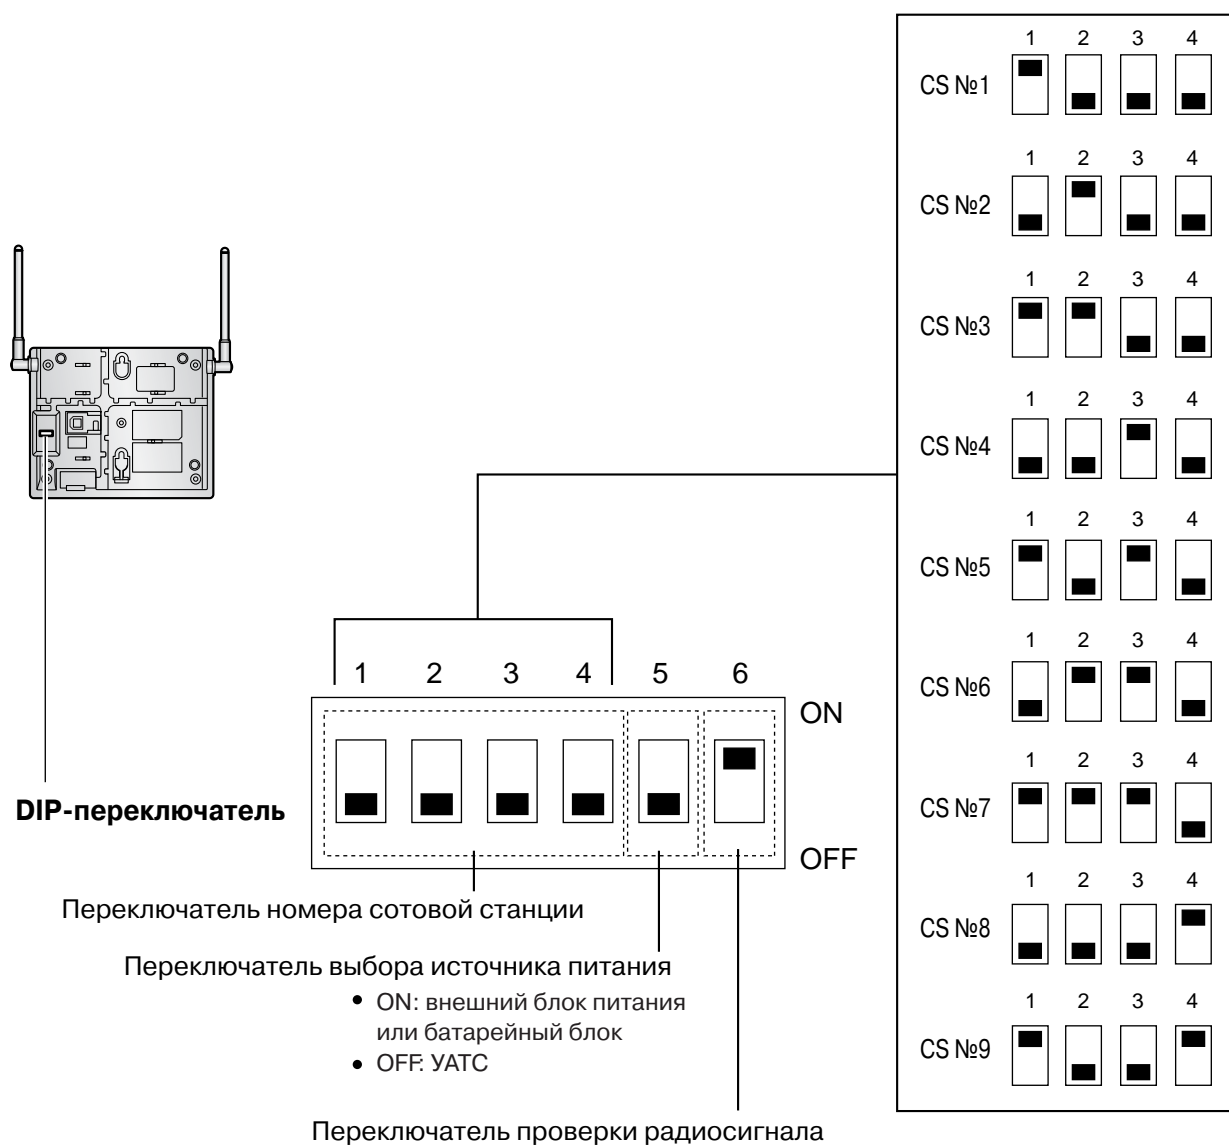 1 2 3 4
CS №1
1 2 3 4
CS №2
1 2 3 4
CS №3
1 2 3 4
CS №4
1 2 3 4
CS №5
1 2 3 4
CS №6
1 2 3 4
CS №7
1 2 3 4
CS №8
1 2 3 4
CS №9
1 2 3 4 5 6
ON
OFF
DIP-переключатель
Переключатель номера сотовой станции
Переключатель выбора источника питания
• ON: внешний блок питания
или батарейный блок
• OFF: УАТС
Переключатель проверки радиосигнала